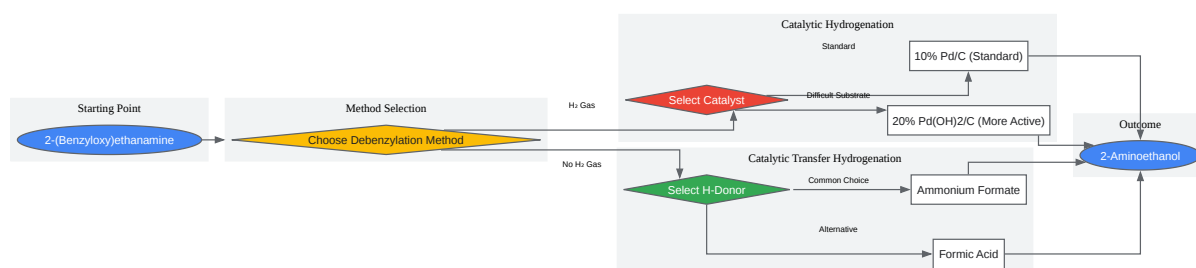 Starting Point
2-(Benzyloxy)ethanamine
Method Selection
Choose Debenzylation Method
H₂ Gas
No H₂ Gas
Catalytic Hydrogenation
Standard
10% Pd/C (Standard)
Select Catalyst
Difficult Substrate
20% Pd(OH)2/C (More Active)
Catalytic Transfer Hydrogenation
Select H-Donor
Common Choice
Ammonium Formate
Alternative
Formic Acid
Outcome
2-Aminoethanol